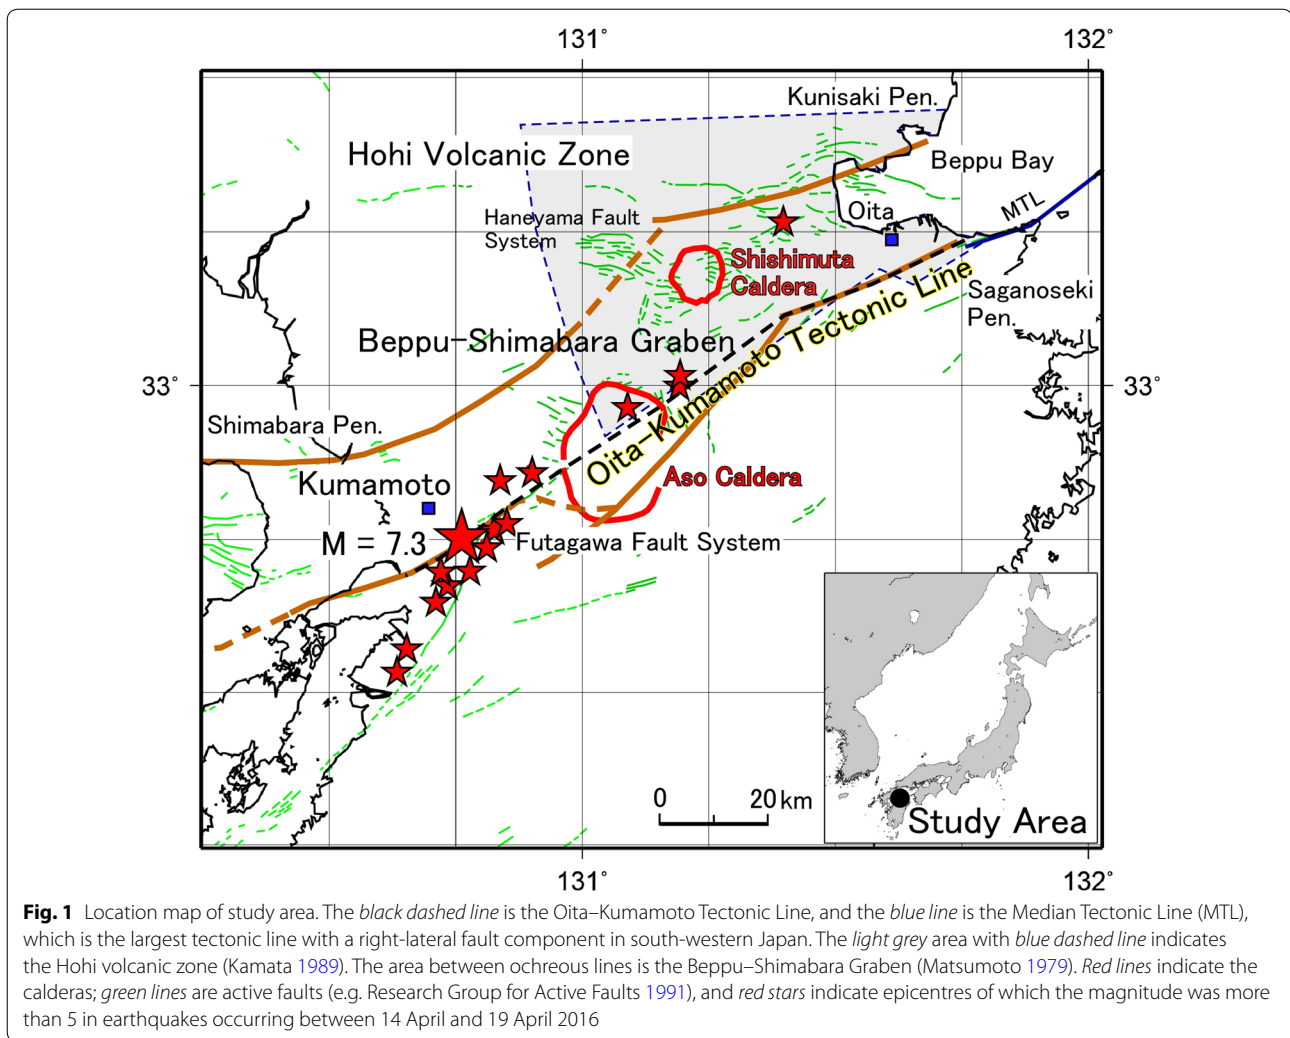 131°
132°
Kunisaki Pen.
Hohi Volcanic Zone
Beppu Bay
MTL
Oita
Haneyama Fault
System
Shishimuta
Caldera
Saganoseki
Pen.
Beppu-Shimabara Graben
Oita-Kumamoto Tectonic Line
33°
33°
Shimabara Pen.
Aso Caldera
Kumamoto
M = 7.3
Futagawa Fault System
0
20 km
Study Area
131°
132°
Fig. 1 Location map of study area. The black dashed line is the Oita–Kumamoto Tectonic Line, and the blue line is the Median Tectonic Line (MTL),
which is the largest tectonic line with a right-lateral fault component in south-western Japan. The light grey area with blue dashed line indicates
the Hohi volcanic zone (Kamata 1989). The area between ochreous lines is the Beppu–Shimabara Graben (Matsumoto 1979). Red lines indicate the
calderas; green lines are active faults (e.g. Research Group for Active Faults 1991), and red stars indicate epicentres of which the magnitude was more
than 5 in earthquakes occurring between 14 April and 19 April 2016